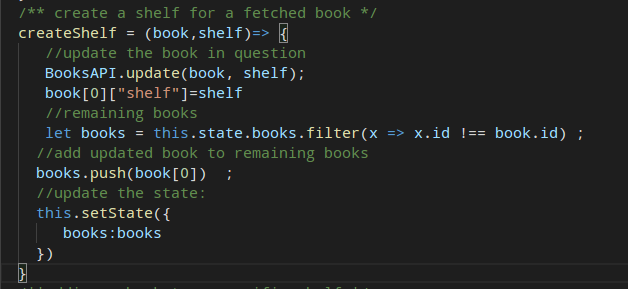 /** create a shelf for a fetched book */
createShelf = (book,shelf)=> {
//update the book in question
BooksAPI.update(book, shelf);
book[0]["shelf"]=shelf
//remaining books
let books = this.state.books.filter(x => x.id !== book.id) ;
//add updated book to remaining books
books.push(book[0])  ;
//update the state:
this.setState({
books:books
})
}